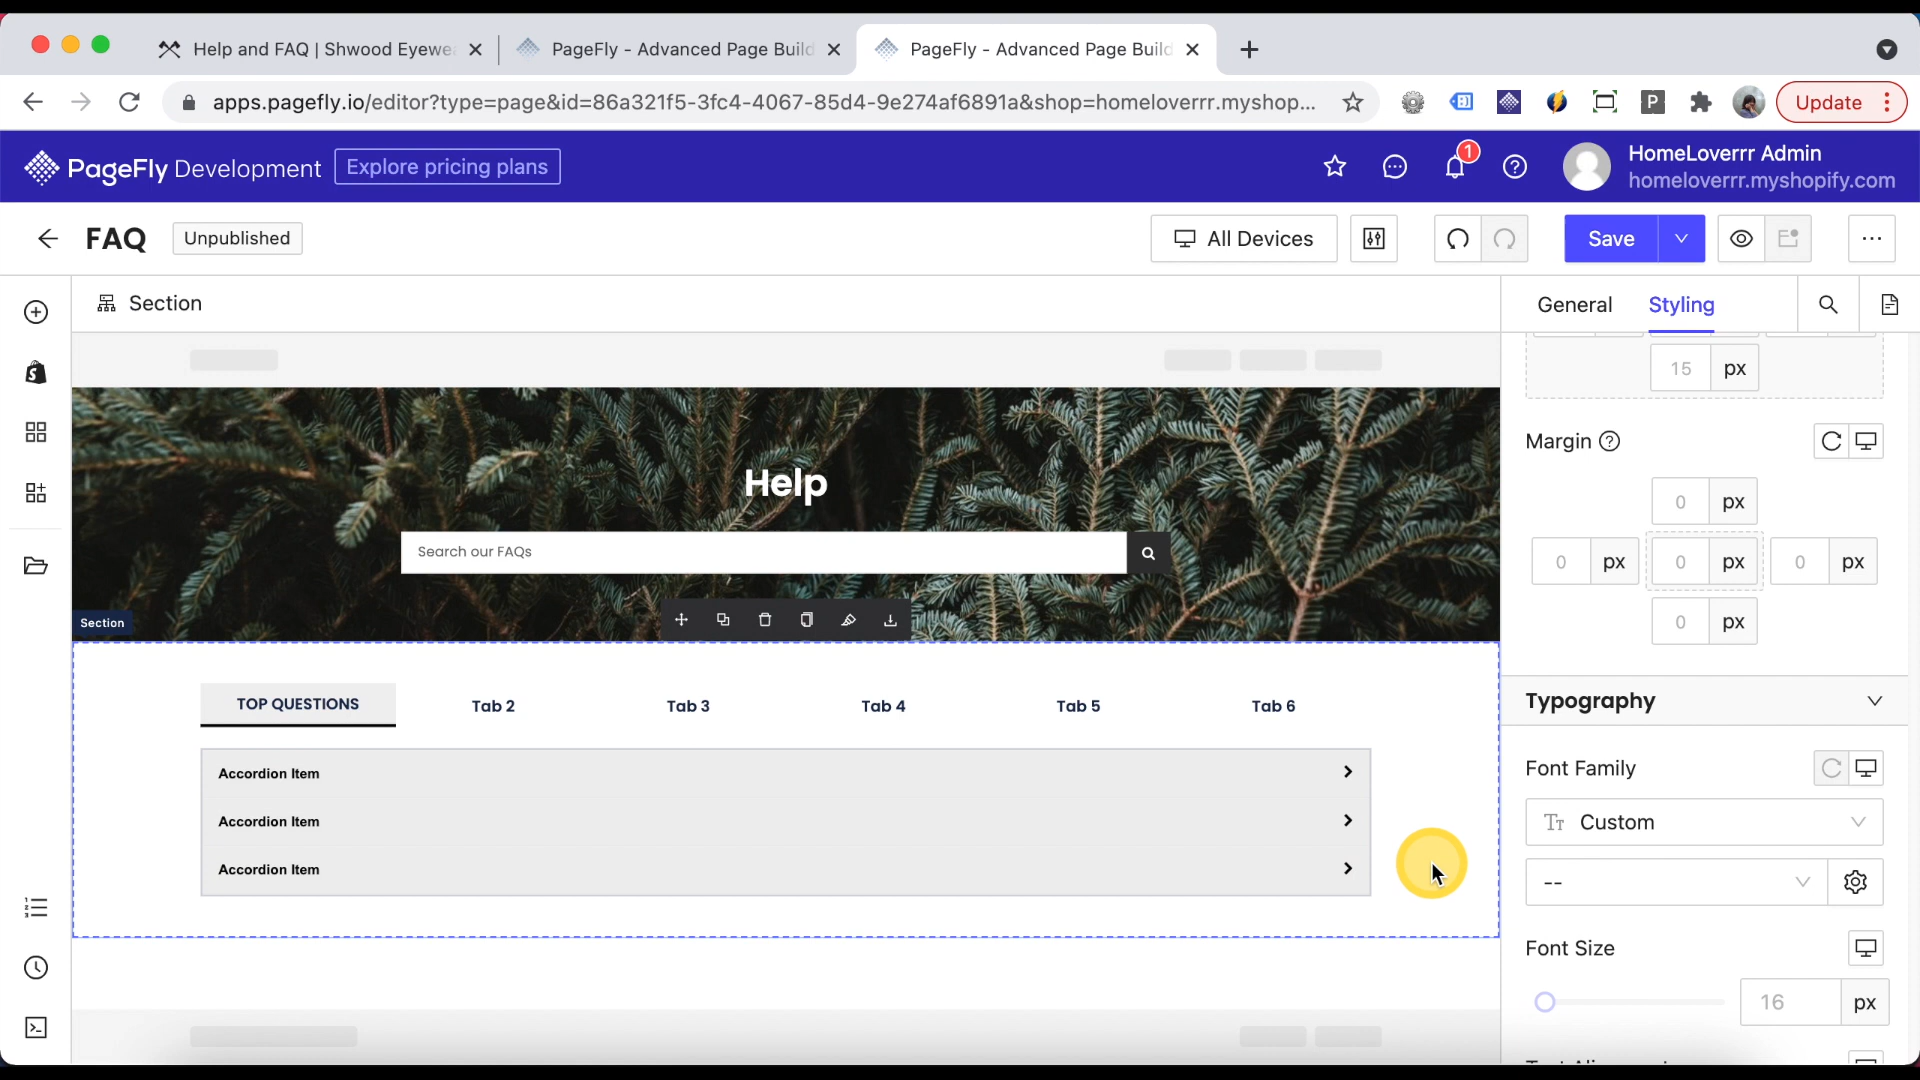 Help and FAQ | Shwood Eyewea
PageFly - Advanced Page Build
PageFly - Advanced Page Build
apps.pagefly.io/editor?type=page&id=86a321f5-3fc4-4067-85d4-9e274af6891a&shop=homeloverrr.myshop...
P
Update
PageFly Development
Explore pricing plans
1
HomeLoverrr Admin
homeloverrr.myshopify.com
FAQ
Unpublished
All Devices
Save
Section
General
Styling
15 px
Help
Search our FAQs
Section
Margin
0 px
0 px
0 px
0 px
0 px
TOP QUESTIONS
Tab 2
Tab 3
Tab 4
Tab 5
Tab 6
Accordion Item
Accordion Item
Accordion Item
Typography
Font Family
Custom
--
Font Size
16 px